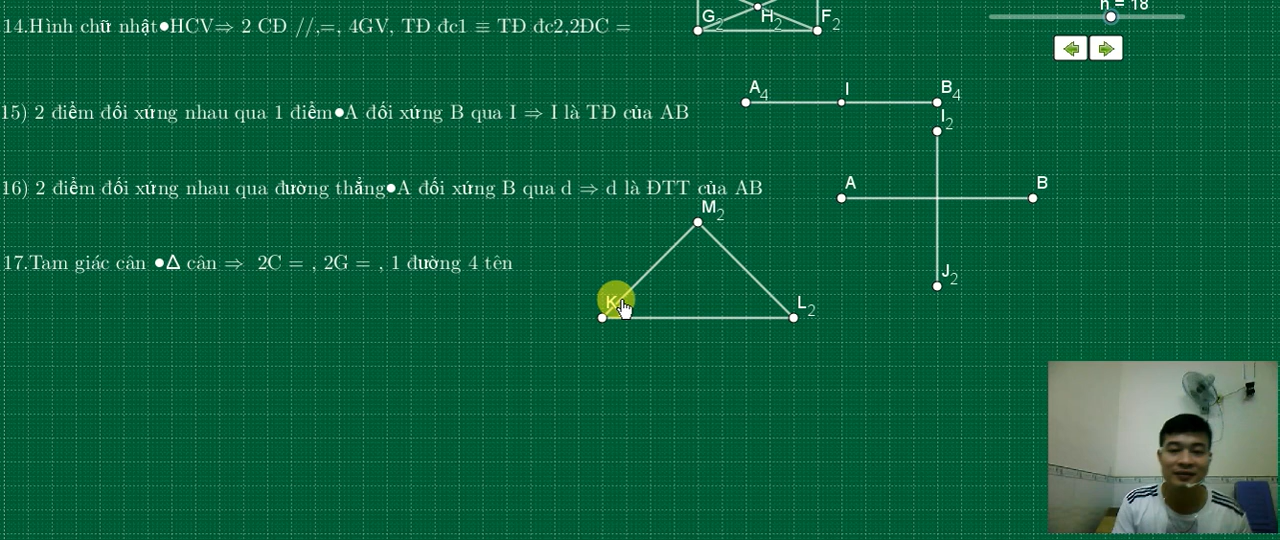 n = 18
G₂ H₂ F₂
14.Hình chữ nhật●HCV⇒ 2 CĐ //,=, 4GV, TĐ đc1 ≡ TĐ đc2,2ĐC =
A₄ I B₄
15) 2 điểm đối xứng nhau qua 1 điểm●A đối xứng B qua I ⇒ I là TĐ của AB
I₂
16) 2 điểm đối xứng nhau qua đường thẳng●A đối xứng B qua d ⇒ d là ĐTT của AB
A B
M₂
17.Tam giác cân ●Δ cân ⇒ 2C = , 2G = , 1 đường 4 tên
J₂
K L₂